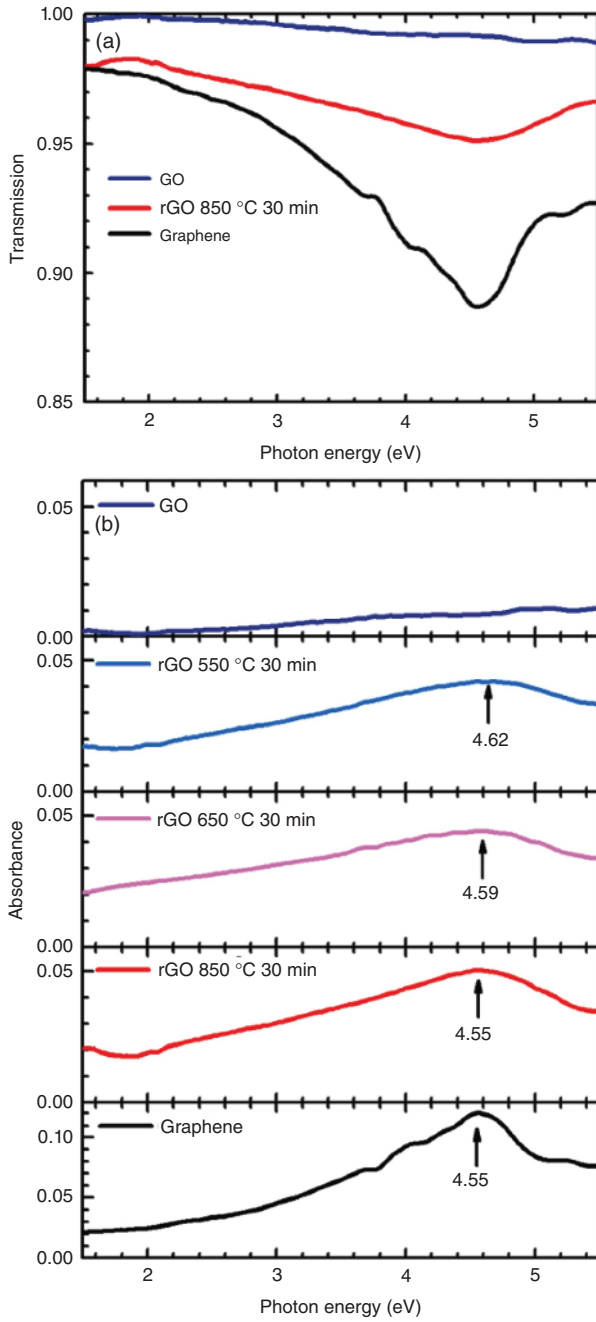 1.00
(a)
0.95
GO
rGO 850 °C 30 min
Graphene
Transmission
0.90
0.85
2 3 4 5
Photon energy (eV)
0.05
GO
(b)
0.00
0.05
rGO 550 °C 30 min
4.62
0.00
0.05
rGO 650 °C 30 min
4.59
Absorbance
0.00
0.05
rGO 850 °C 30 min
4.55
0.00
Graphene
0.10
4.55
0.05
0.00
2 3 4 5
Photon energy (eV)